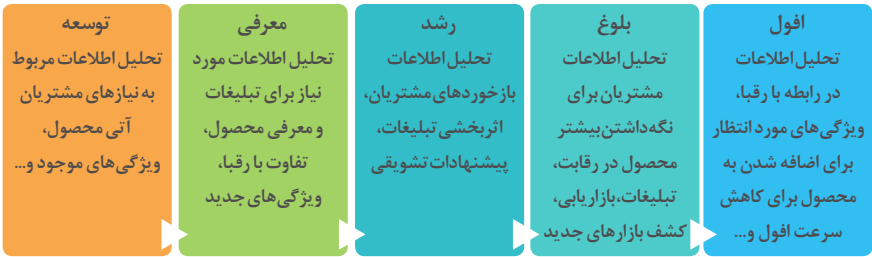 توسعه
تحلیل اطلاعات مربوط
به نیازهای مشتریان
آتی محصول،
ویژگی‌های موجود و...
معرفی
تحلیل اطلاعات مورد
نیاز برای تبلیغات
و معرفی محصول،
تفاوت با رقبا،
ویژگی‌های جدید
رشد
تحلیل اطلاعات
بازخوردهای مشتریان،
اثربخشی تبلیغات،
پیشنهادات تشویقی
بلوغ
تحلیل اطلاعات
مشتریان برای
نگه‌داشتن بیشتر
محصول در رقابت،
تبلیغات، بازاریابی،
کشف بازارهای جدید
افول
تحلیل اطلاعات
در رابطه با رقبا،
ویژگی‌های مورد انتظار
برای اضافه شدن به
محصول برای کاهش
سرعت افول و...